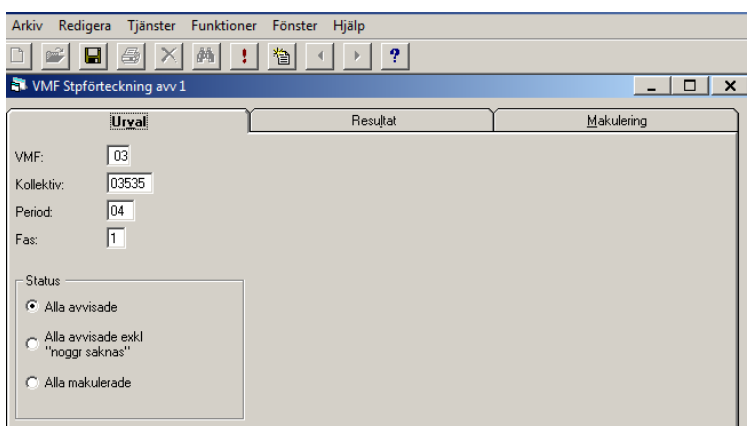 Arkiv Redigera Tjänster Funktioner Fönster Hjälp
VMF Stpförteckning avv 1
Urval Resultat Makulering
VMF: 03
Kollektiv: 03535
Period: 04
Fas: 1
Status
Alla avvisade
Alla avvisade exkl
"noggr saknas"
Alla makulerade